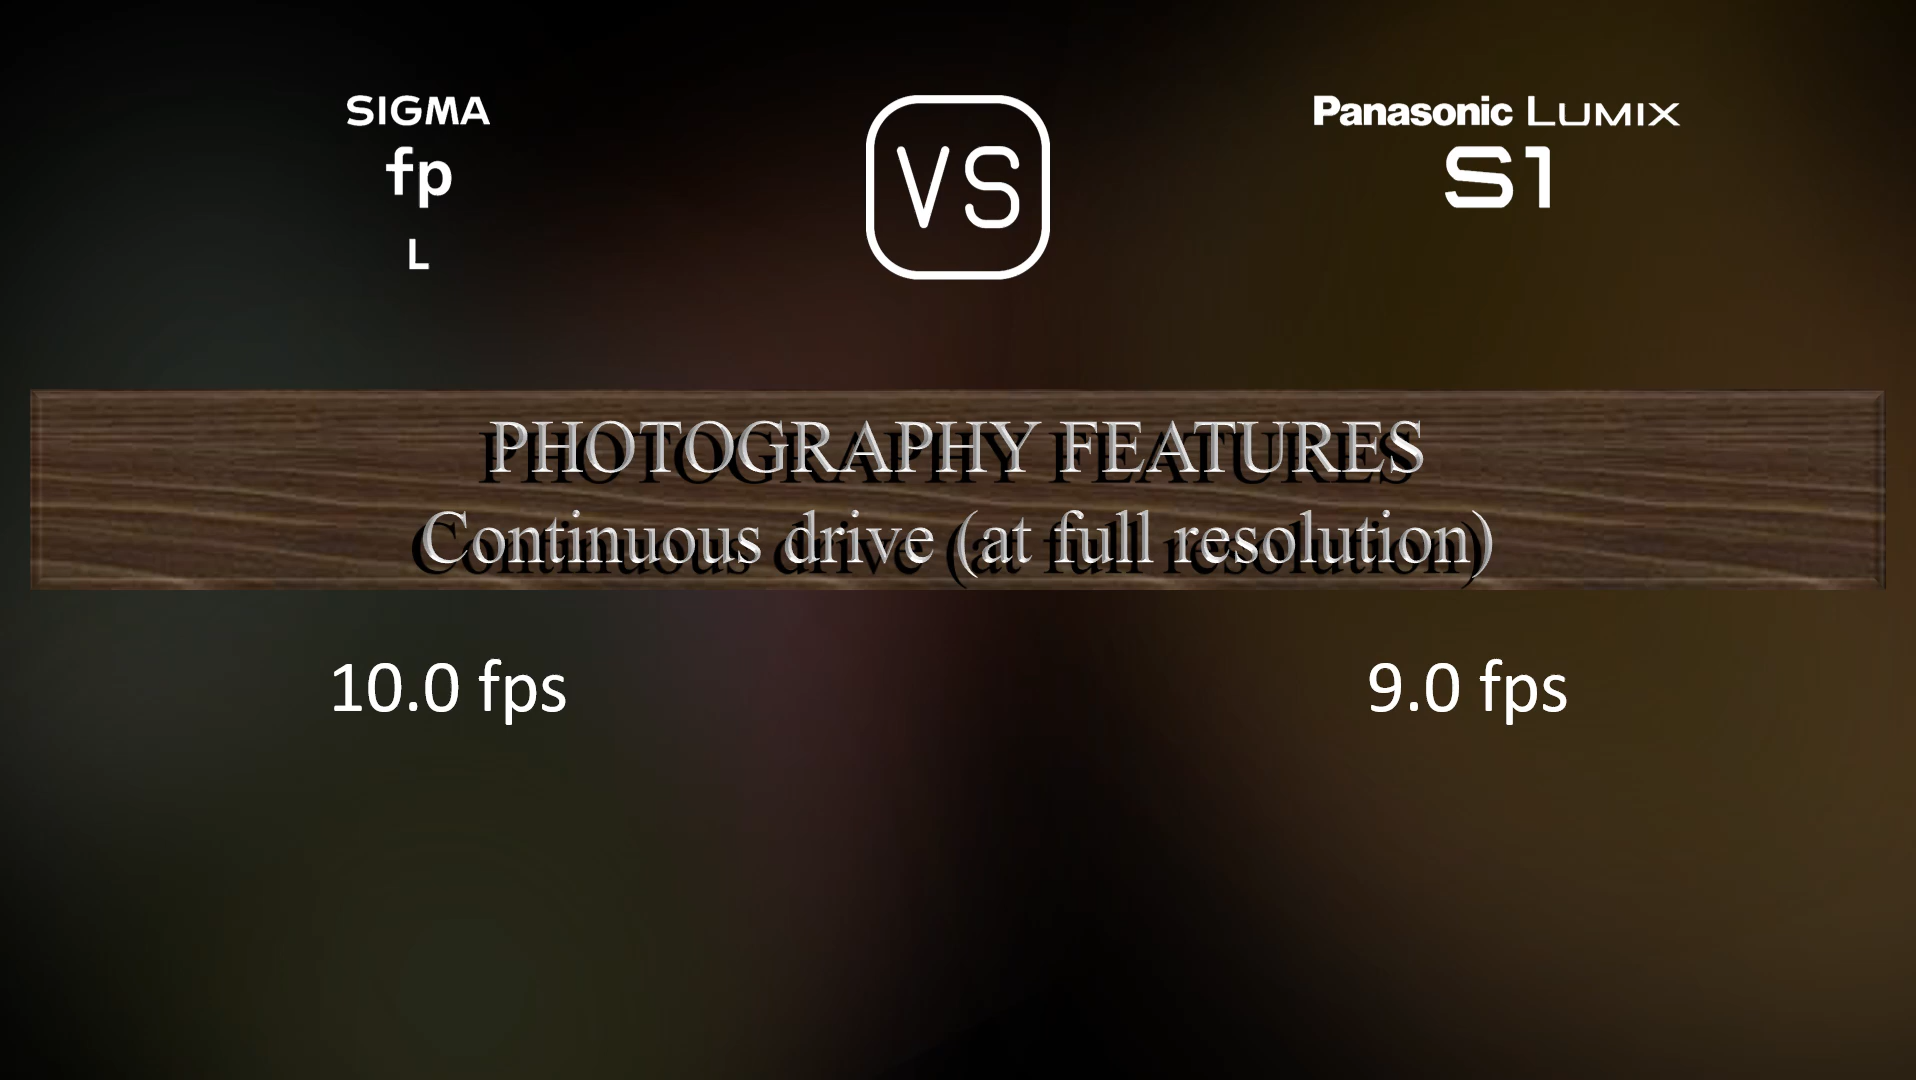 SIGMA
fp
L
VS
Panasonic LUMIX
S1
PHOTOGRAPHY FEATURES
Continuous drive (at full resolution)
10.0 fps
9.0 fps